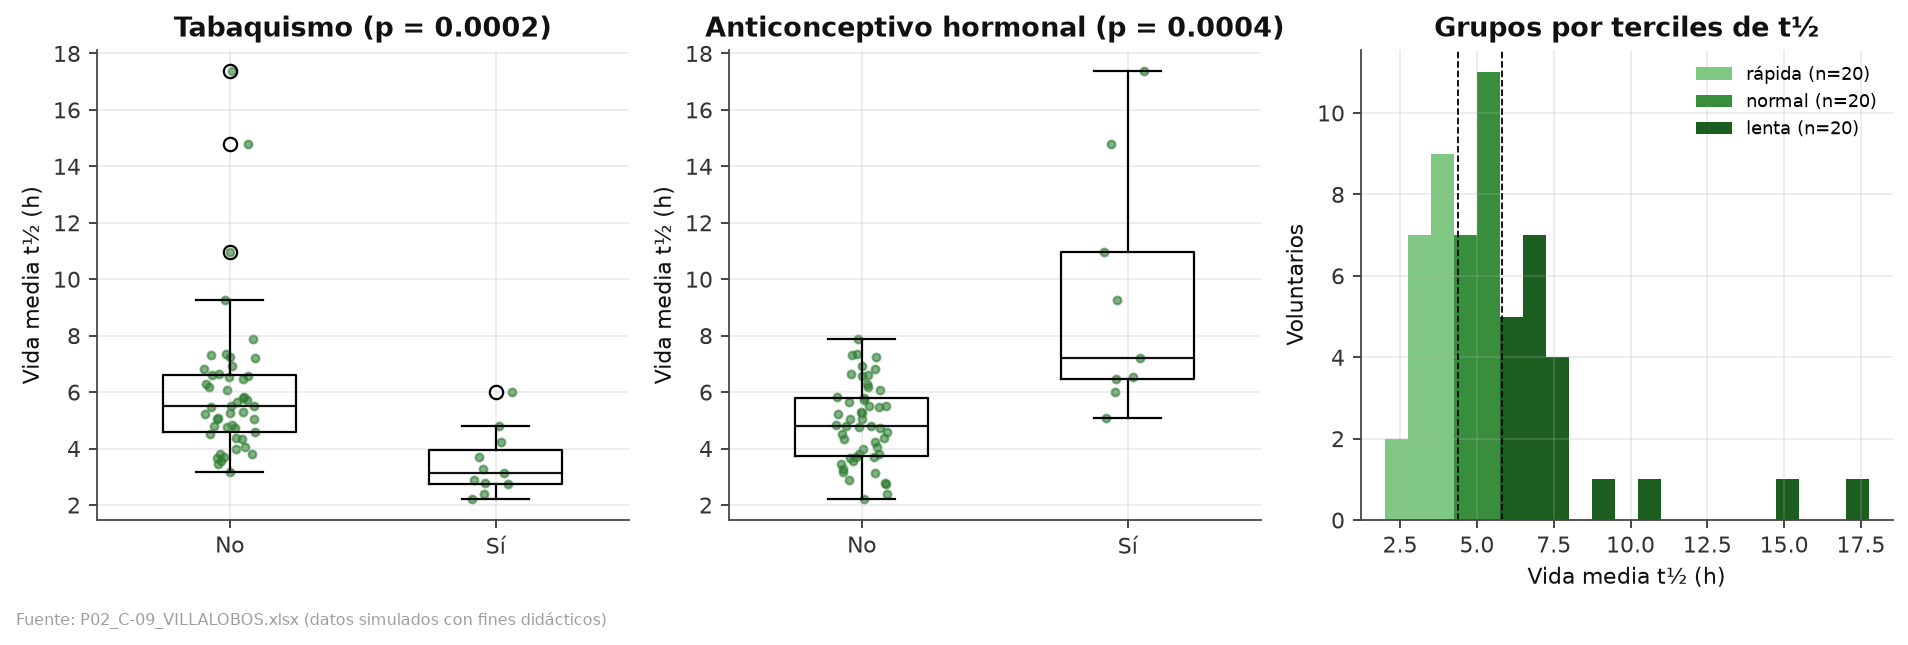 Tabaquismo (p = 0.0002)
Vida media t½ (h)
18
16
14
12
10
8
6
4
2
No
Sí
Anticonceptivo hormonal (p = 0.0004)
Vida media t½ (h)
18
16
14
12
10
8
6
4
2
No
Sí
Grupos por terciles de t½
rápida (n=20)
normal (n=20)
lenta (n=20)
Voluntarios
10
8
6
4
2
0
2.5
5.0
7.5
10.0
12.5
15.0
17.5
Vida media t½ (h)
Fuente: P02_C-09_VILLALOBOS.xlsx (datos simulados con fines didácticos)